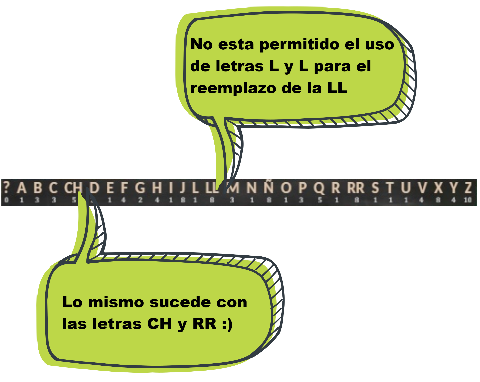 No esta permitido el uso
de letras L y L para el
reemplazo de la LL
? A B C CH D E F G H I J L LL M N Ñ O P Q R RR S T U V X Y Z
Lo mismo sucede con
las letras CH y RR :)